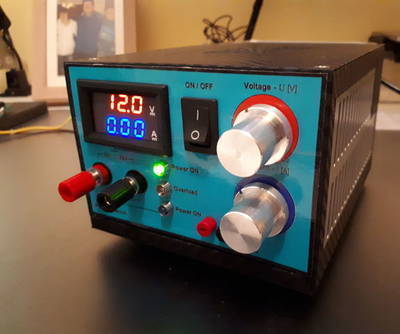 12.0 V
0.00 A
ON / OFF
I
O
Voltage - U [V]
Power ON
Overload
Power ON